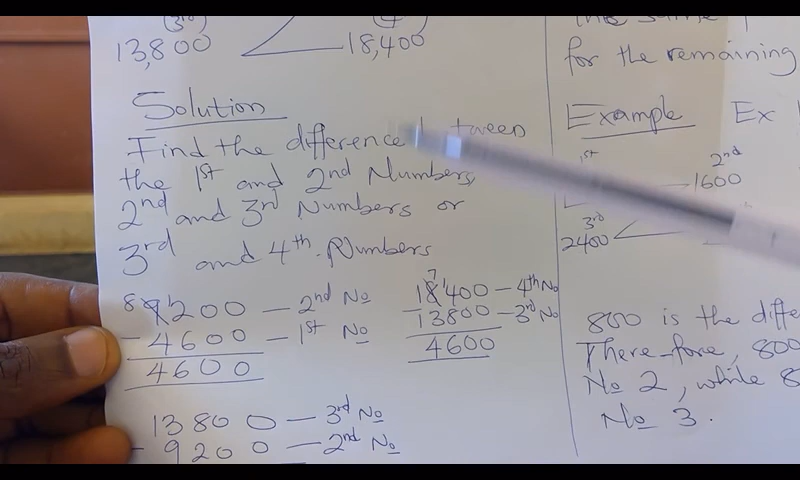 (3rd)
13,800
18,400
Solution
Find the difference
tween
the 1st and 2nd Numbers,
2nd and 3rd Numbers or
3rd and 4th Numbers
9200 — 2nd No
- 4600 — 1st No
4600
13800 — 3rd No
- 9200 — 2nd No
18400 — 4th No
- 13800 — 3rd No
4600
for the remaining
Example Ex
1st
2nd
1600
3rd
2400
800 is the diffe
There-fore, 800
No 2, while 8
No 3.